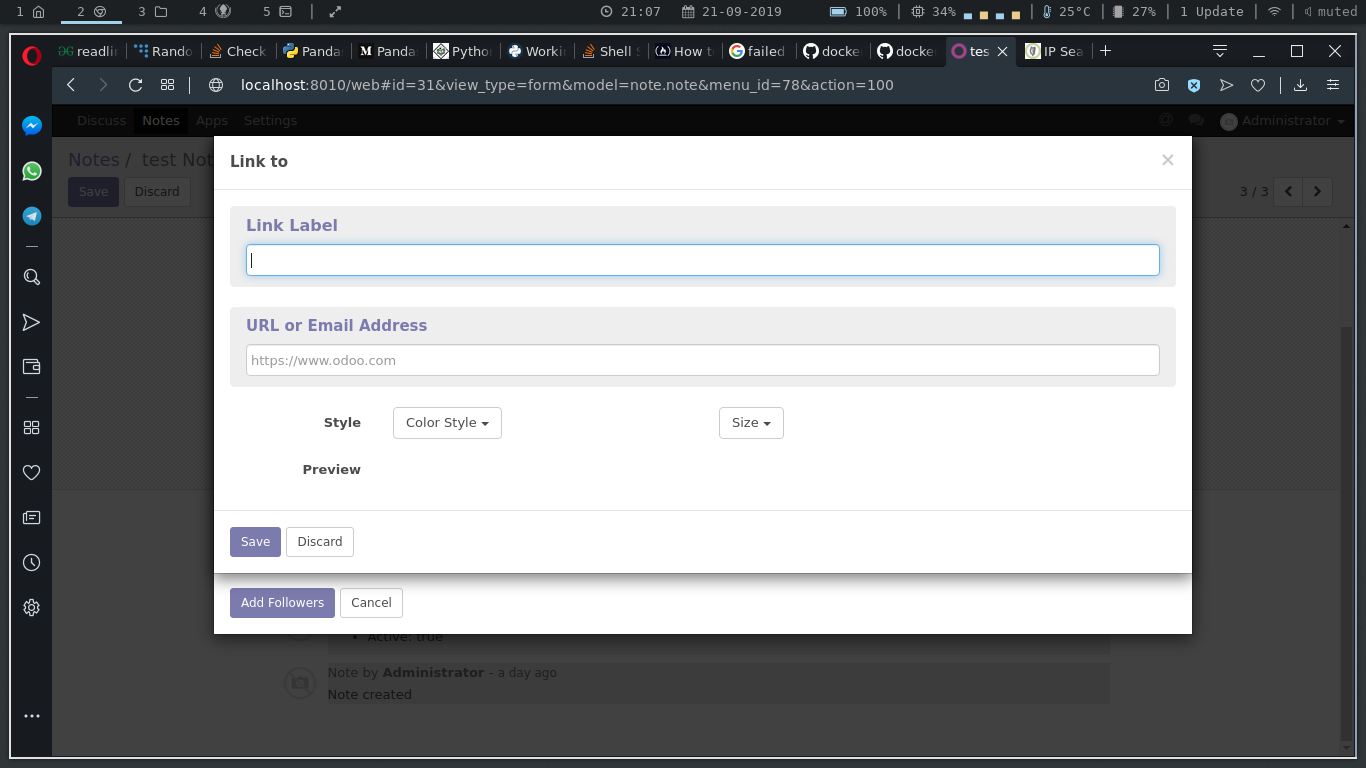 1 2 3 4 5 21:07 21-09-2019 100% 34% 25°C 27% 1 Update muted
readli Rando Check Panda Panda Pytho Worki Shell S How t failed docke docke tes IP Sea
localhost:8010/web#id=31&view_type=form&model=note.note&menu_id=78&action=100
Discuss Notes Apps Settings Administrator
Notes / test Not
Save Discard 3 / 3
Link to ×
Link Label
URL or Email Address
https://www.odoo.com
Style Color Style Size
Preview
Save Discard
Add Followers Cancel
Active: true
Note by Administrator - a day ago
Note created